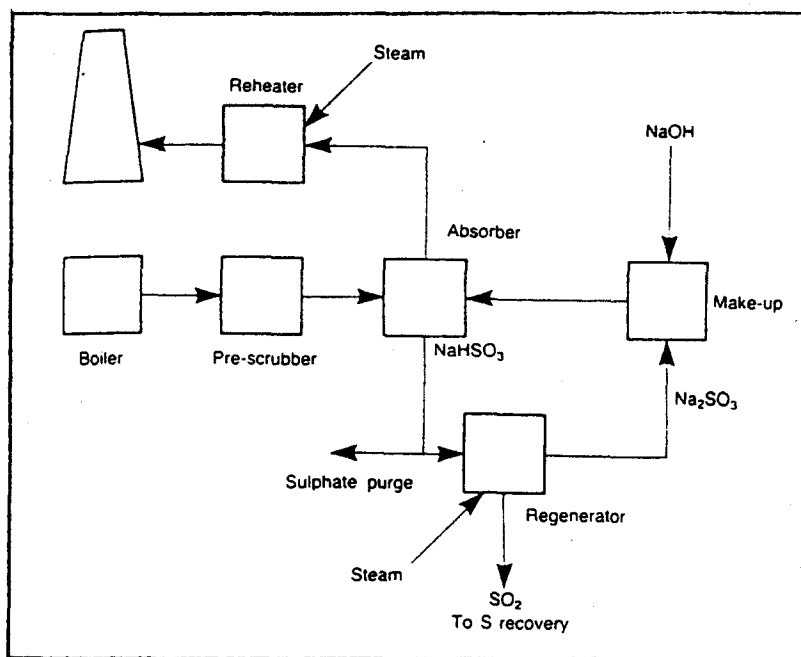 Steam
Reheater
NaOH
Absorber
Make-up
Boiler
Pre-scrubber
NaHSO₃
Na₂SO₃
Sulphate purge
Regenerator
Steam
SO₂
To S recovery